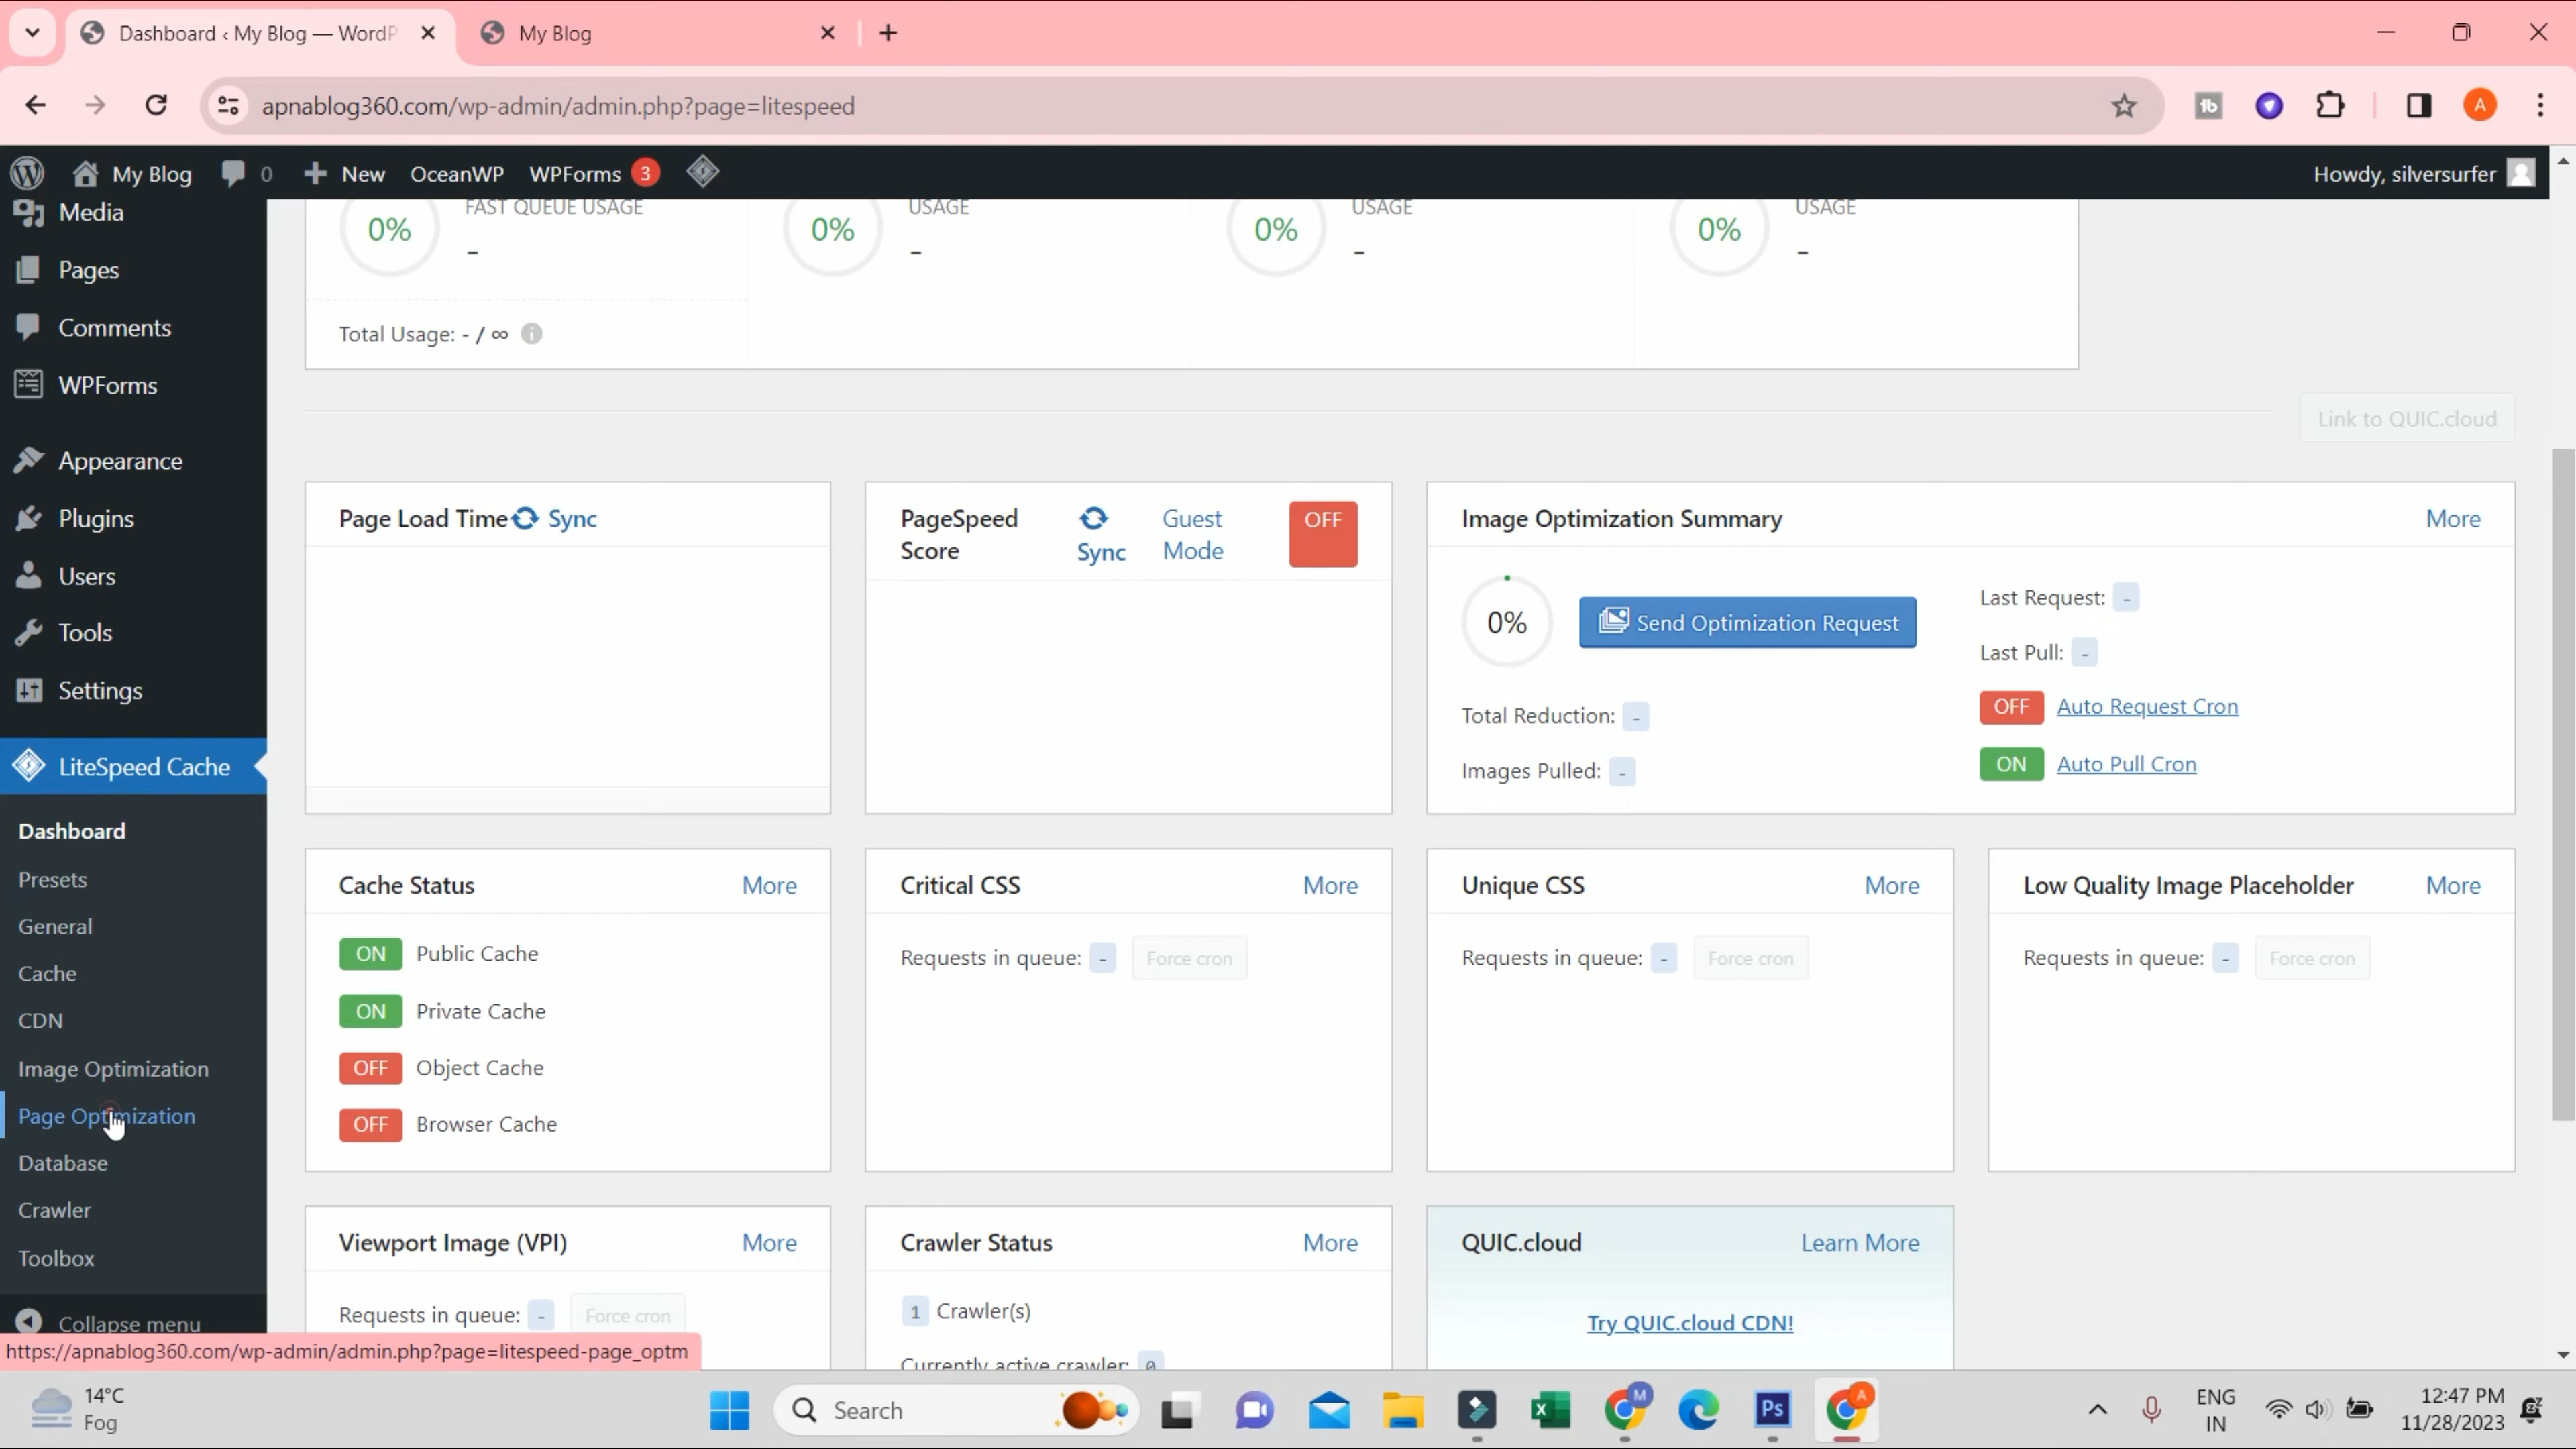 Dashboard ‹ My Blog — WordP
My Blog
apnablog360.com/wp-admin/admin.php?page=litespeed
My Blog 0 New OceanWP WPForms 3 Howdy, silversurfer
Media
Pages
Comments
WPForms
Appearance
Plugins
Users
Tools
Settings
LiteSpeed Cache
Dashboard
Presets
General
Cache
CDN
Image Optimization
Page Optimization
Database
Crawler
Toolbox
Collapse menu
0% FAST QUEUE USAGE
-
Total Usage: - / ∞
0% USAGE
-
0% USAGE
-
0% USAGE
-
Link to QUIC.cloud
Page Load Time Sync
PageSpeed
Score
Sync
Guest
Mode
OFF
Image Optimization Summary More
0% Send Optimization Request
Total Reduction: -
Images Pulled: -
Last Request: -
Last Pull: -
OFF Auto Request Cron
ON Auto Pull Cron
Cache Status More
ON Public Cache
ON Private Cache
OFF Object Cache
OFF Browser Cache
Critical CSS More
Requests in queue: - Force cron
Unique CSS More
Requests in queue: - Force cron
Low Quality Image Placeholder More
Requests in queue: - Force cron
Viewport Image (VPI) More
Requests in queue: - Force cron
Crawler Status More
1 Crawler(s)
Currently active crawler: 0
QUIC.cloud Learn More
Try QUIC.cloud CDN!
https://apnablog360.com/wp-admin/admin.php?page=litespeed-page_optm
14°C
Fog
Search
M
A
Ps
ENG
IN
12:47 PM
11/28/2023